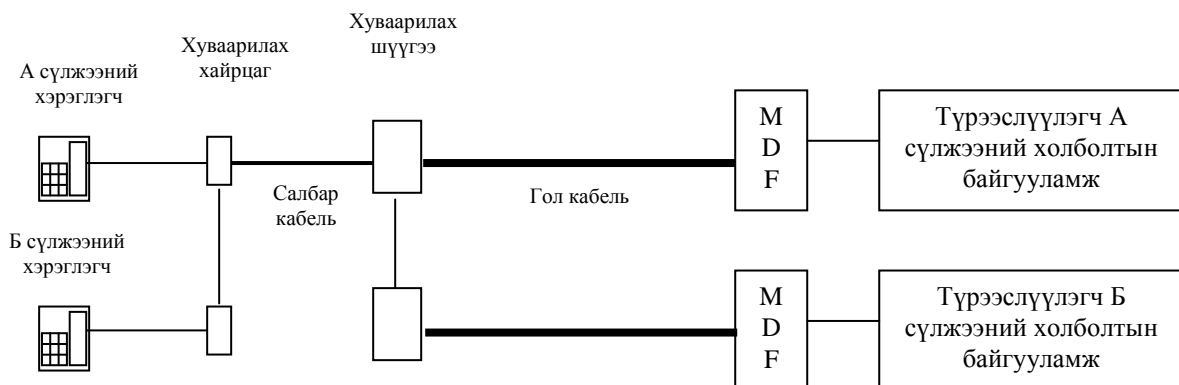 Хуваарилах
шүүгээ
Хуваарилах
хайрцаг
А сүлжээний
хэрэглэгч
М
D
F
Түрээслүүлэгч А
сүлжээний холболтын
байгууламж
Салбар
кабель
Гол кабель
Б сүлжээний
хэрэглэгч
М
D
F
Түрээслүүлэгч Б
сүлжээний холболтын
байгууламж